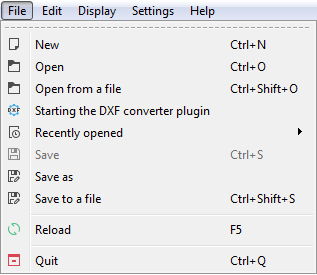 File Edit Display Settings Help
New Ctrl+N
Open Ctrl+O
Open from a file Ctrl+Shift+O
DXF Starting the DXF converter plugin
Recently opened
Save Ctrl+S
Save as
Save to a file Ctrl+Shift+S
Reload F5
Quit Ctrl+Q